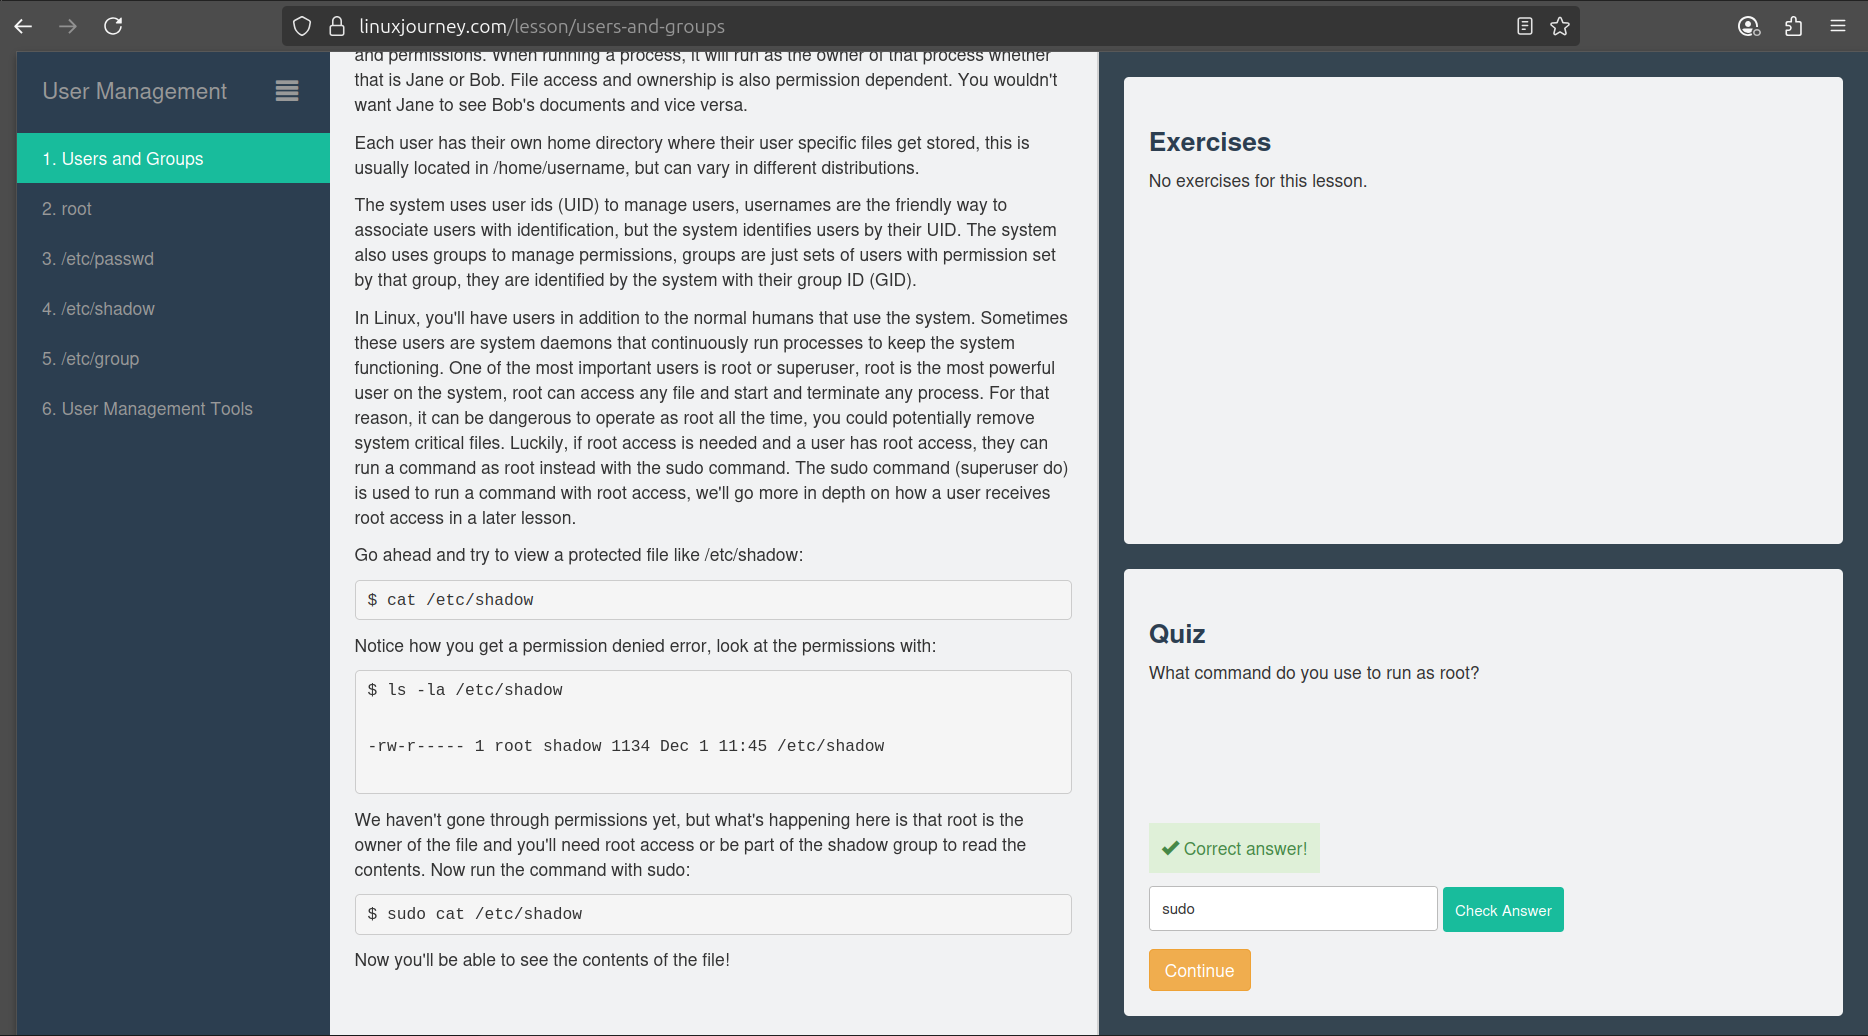 linuxjourney.com/lesson/users-and-groups
User Management
1. Users and Groups
2. root
3. /etc/passwd
4. /etc/shadow
5. /etc/group
6. User Management Tools
and permissions. When running a process, it will run as the owner of that process whether
that is Jane or Bob. File access and ownership is also permission dependent. You wouldn't
want Jane to see Bob's documents and vice versa.
Each user has their own home directory where their user specific files get stored, this is
usually located in /home/username, but can vary in different distributions.
The system uses user ids (UID) to manage users, usernames are the friendly way to
associate users with identification, but the system identifies users by their UID. The system
also uses groups to manage permissions, groups are just sets of users with permission set
by that group, they are identified by the system with their group ID (GID).
In Linux, you'll have users in addition to the normal humans that use the system. Sometimes
these users are system daemons that continuously run processes to keep the system
functioning. One of the most important users is root or superuser, root is the most powerful
user on the system, root can access any file and start and terminate any process. For that
reason, it can be dangerous to operate as root all the time, you could potentially remove
system critical files. Luckily, if root access is needed and a user has root access, they can
run a command as root instead with the sudo command. The sudo command (superuser do)
is used to run a command with root access, we'll go more in depth on how a user receives
root access in a later lesson.
Go ahead and try to view a protected file like /etc/shadow:
$ cat /etc/shadow
Notice how you get a permission denied error, look at the permissions with:
$ ls -la /etc/shadow
-rw-r----- 1 root shadow 1134 Dec 1 11:45 /etc/shadow
We haven't gone through permissions yet, but what's happening here is that root is the
owner of the file and you'll need root access or be part of the shadow group to read the
contents. Now run the command with sudo:
$ sudo cat /etc/shadow
Now you'll be able to see the contents of the file!
Exercises
No exercises for this lesson.
Quiz
What command do you use to run as root?
Correct answer!
sudo
Check Answer
Continue